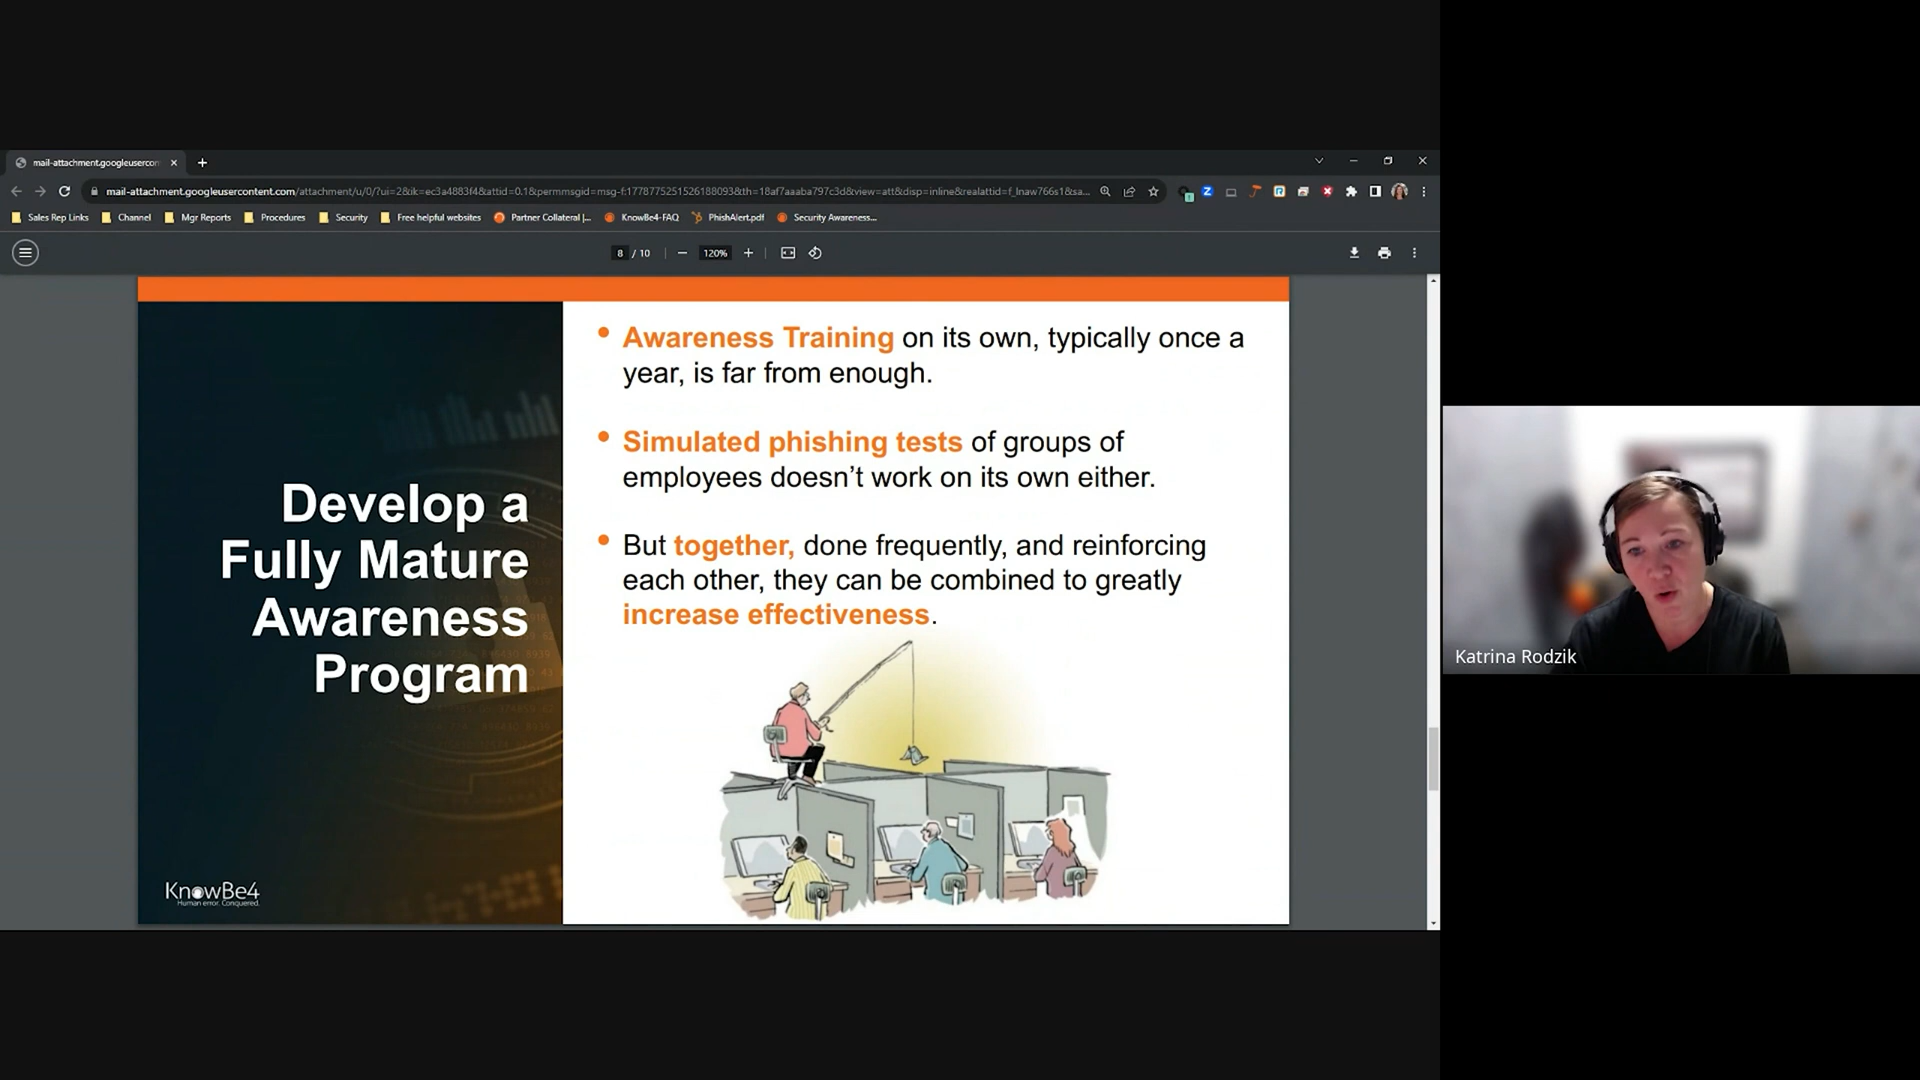 mail-attachment.googleusercon
mail-attachment.googleusercontent.com/attachment/u/0/?ui=2&ik=ec3a4883f4&attid=0.1&permmsgid=msg-f:1778775251526188093&th=18af7aaaba797c3d&view=att&disp=inline&realattid=f_lnaw766s1&sa...
Sales Rep Links Channel Mgr Reports Procedures Security Free helpful websites Partner Collateral |... KnowBe4-FAQ PhishAlert.pdf Security Awareness...
8 / 10 120%
Develop a
Fully Mature
Awareness
Program
KnowBe4
Human error. Conquered.
• Awareness Training on its own, typically once a
year, is far from enough.
• Simulated phishing tests of groups of
employees doesn’t work on its own either.
• But together, done frequently, and reinforcing
each other, they can be combined to greatly
increase effectiveness.
Katrina Rodzik